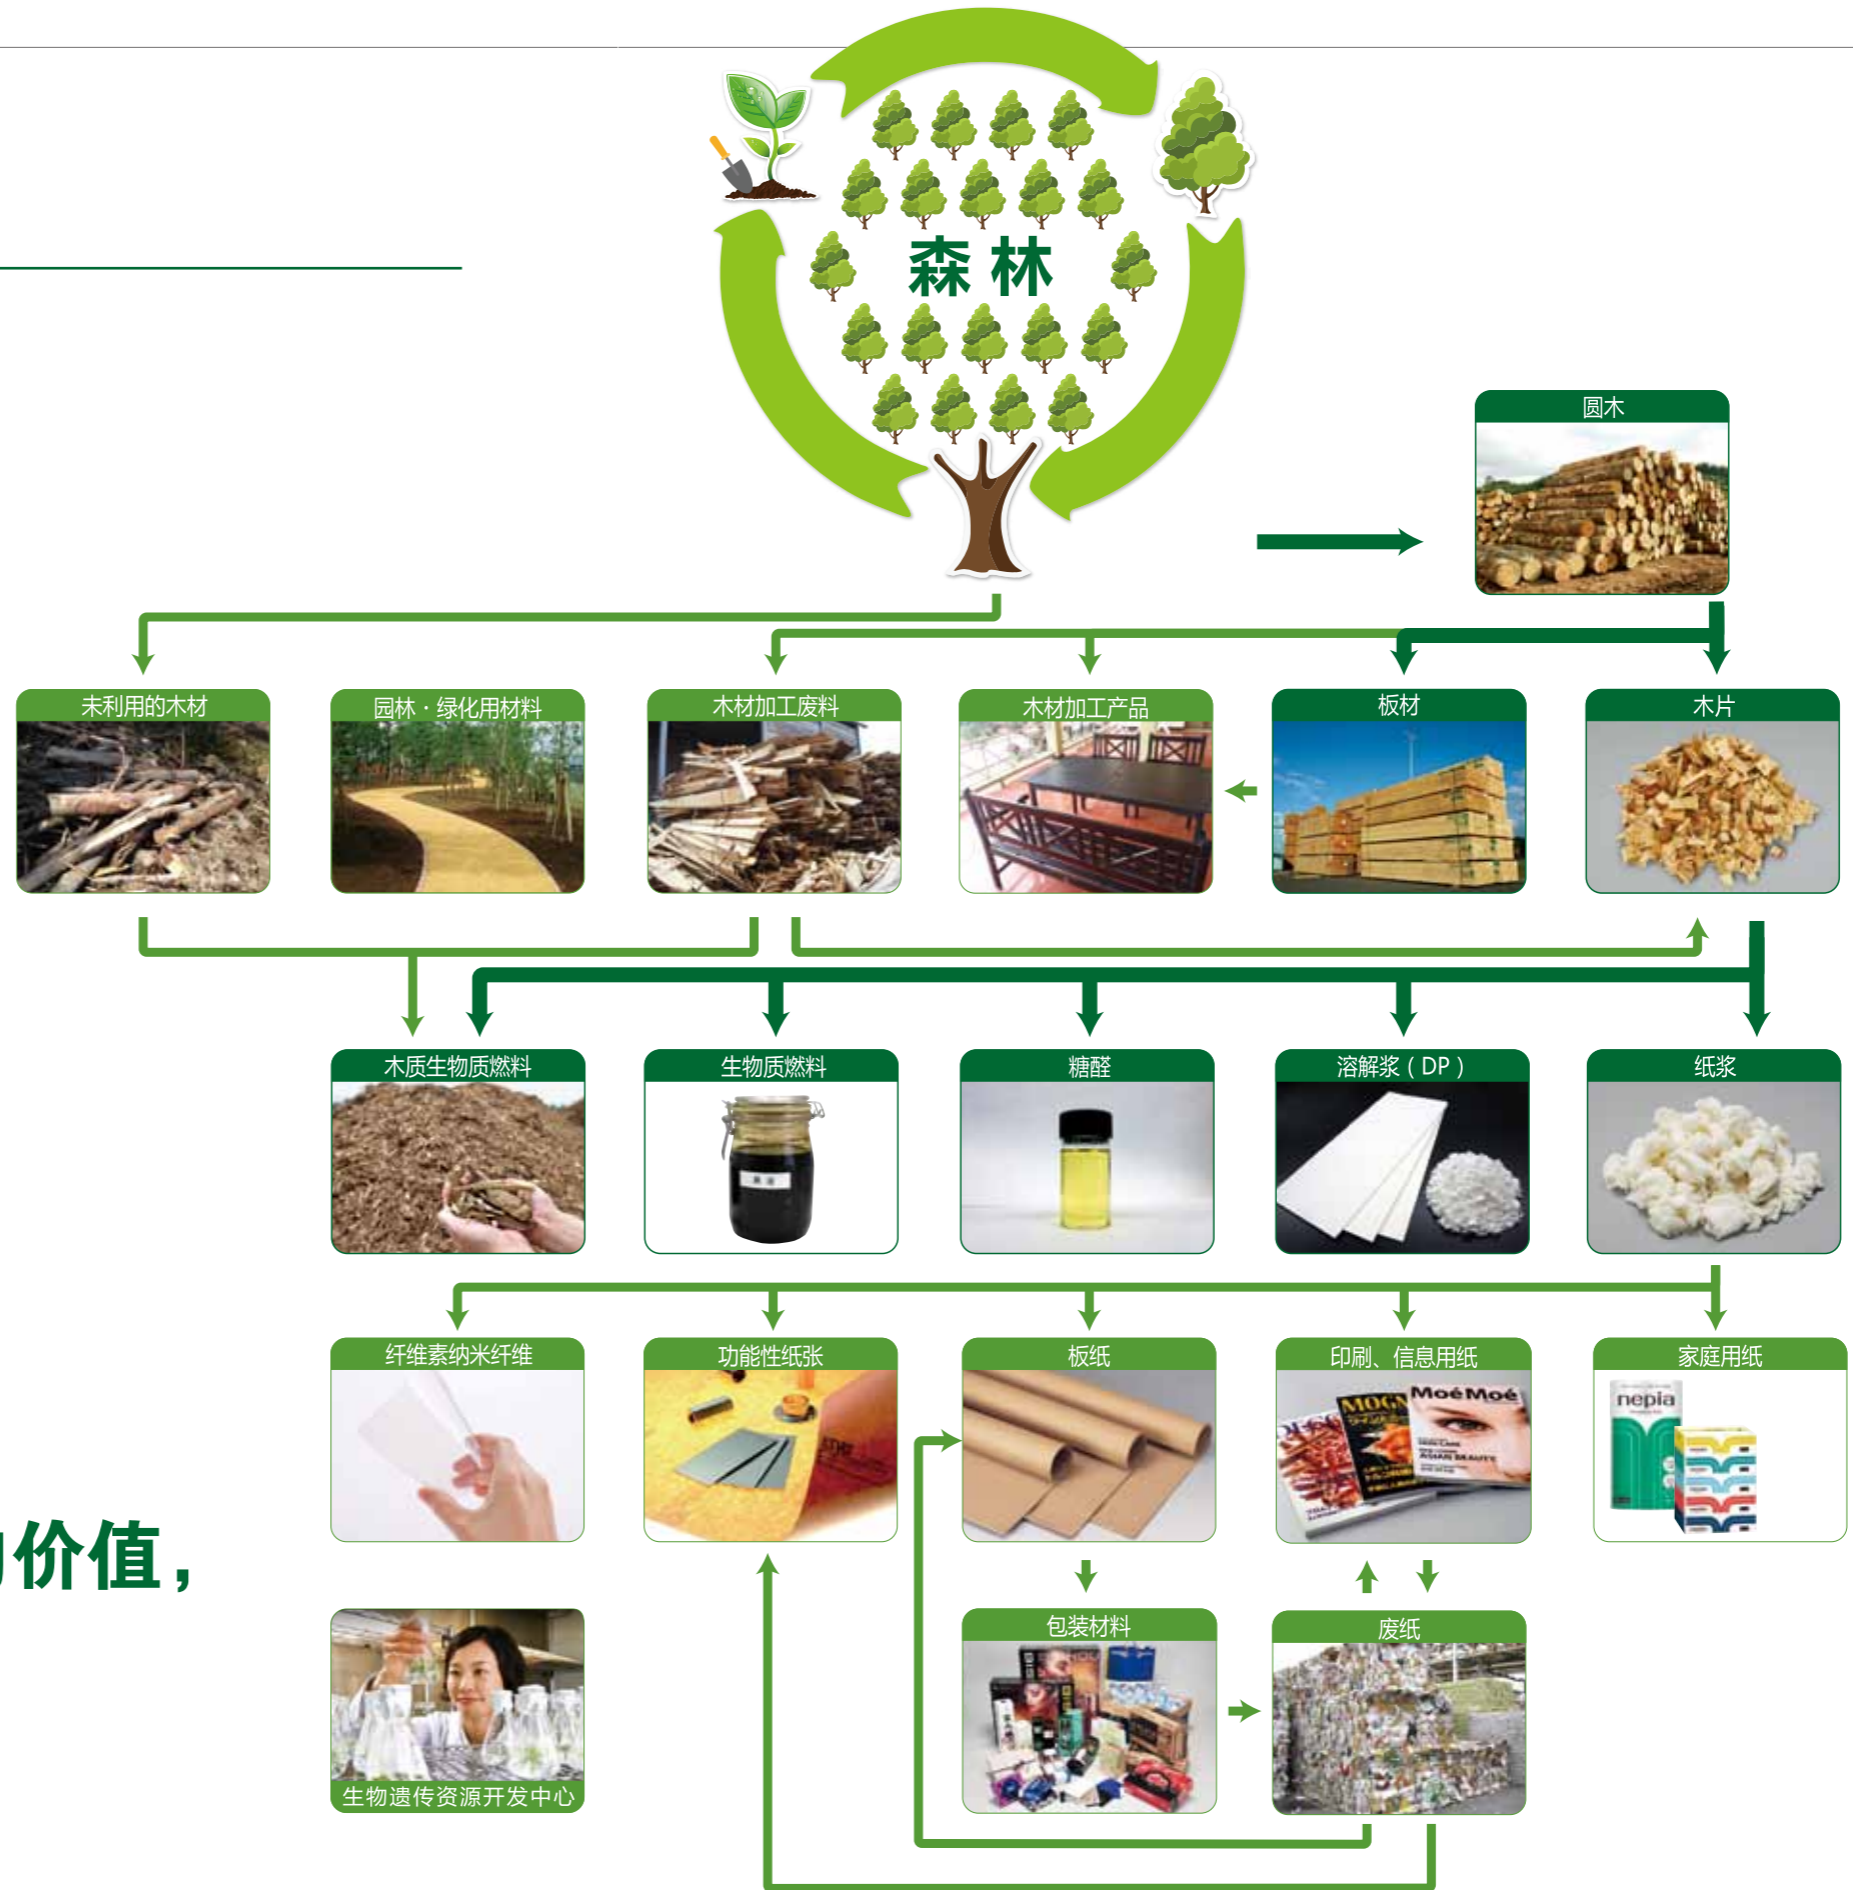 森林
圆木
未利用的木材
园林·绿化用材料
木材加工废料
木材加工产品
板材
木片
木质生物质燃料
生物质燃料
糖醛
溶解浆（DP）
纸浆
纤维素纳米纤维
功能性纸张
板纸
印刷、信息用纸
家庭用纸
MOGN
MoéMoé
ASIAN BEAUTY
nepia
价值，
包装材料
废纸
生物遗传资源开发中心